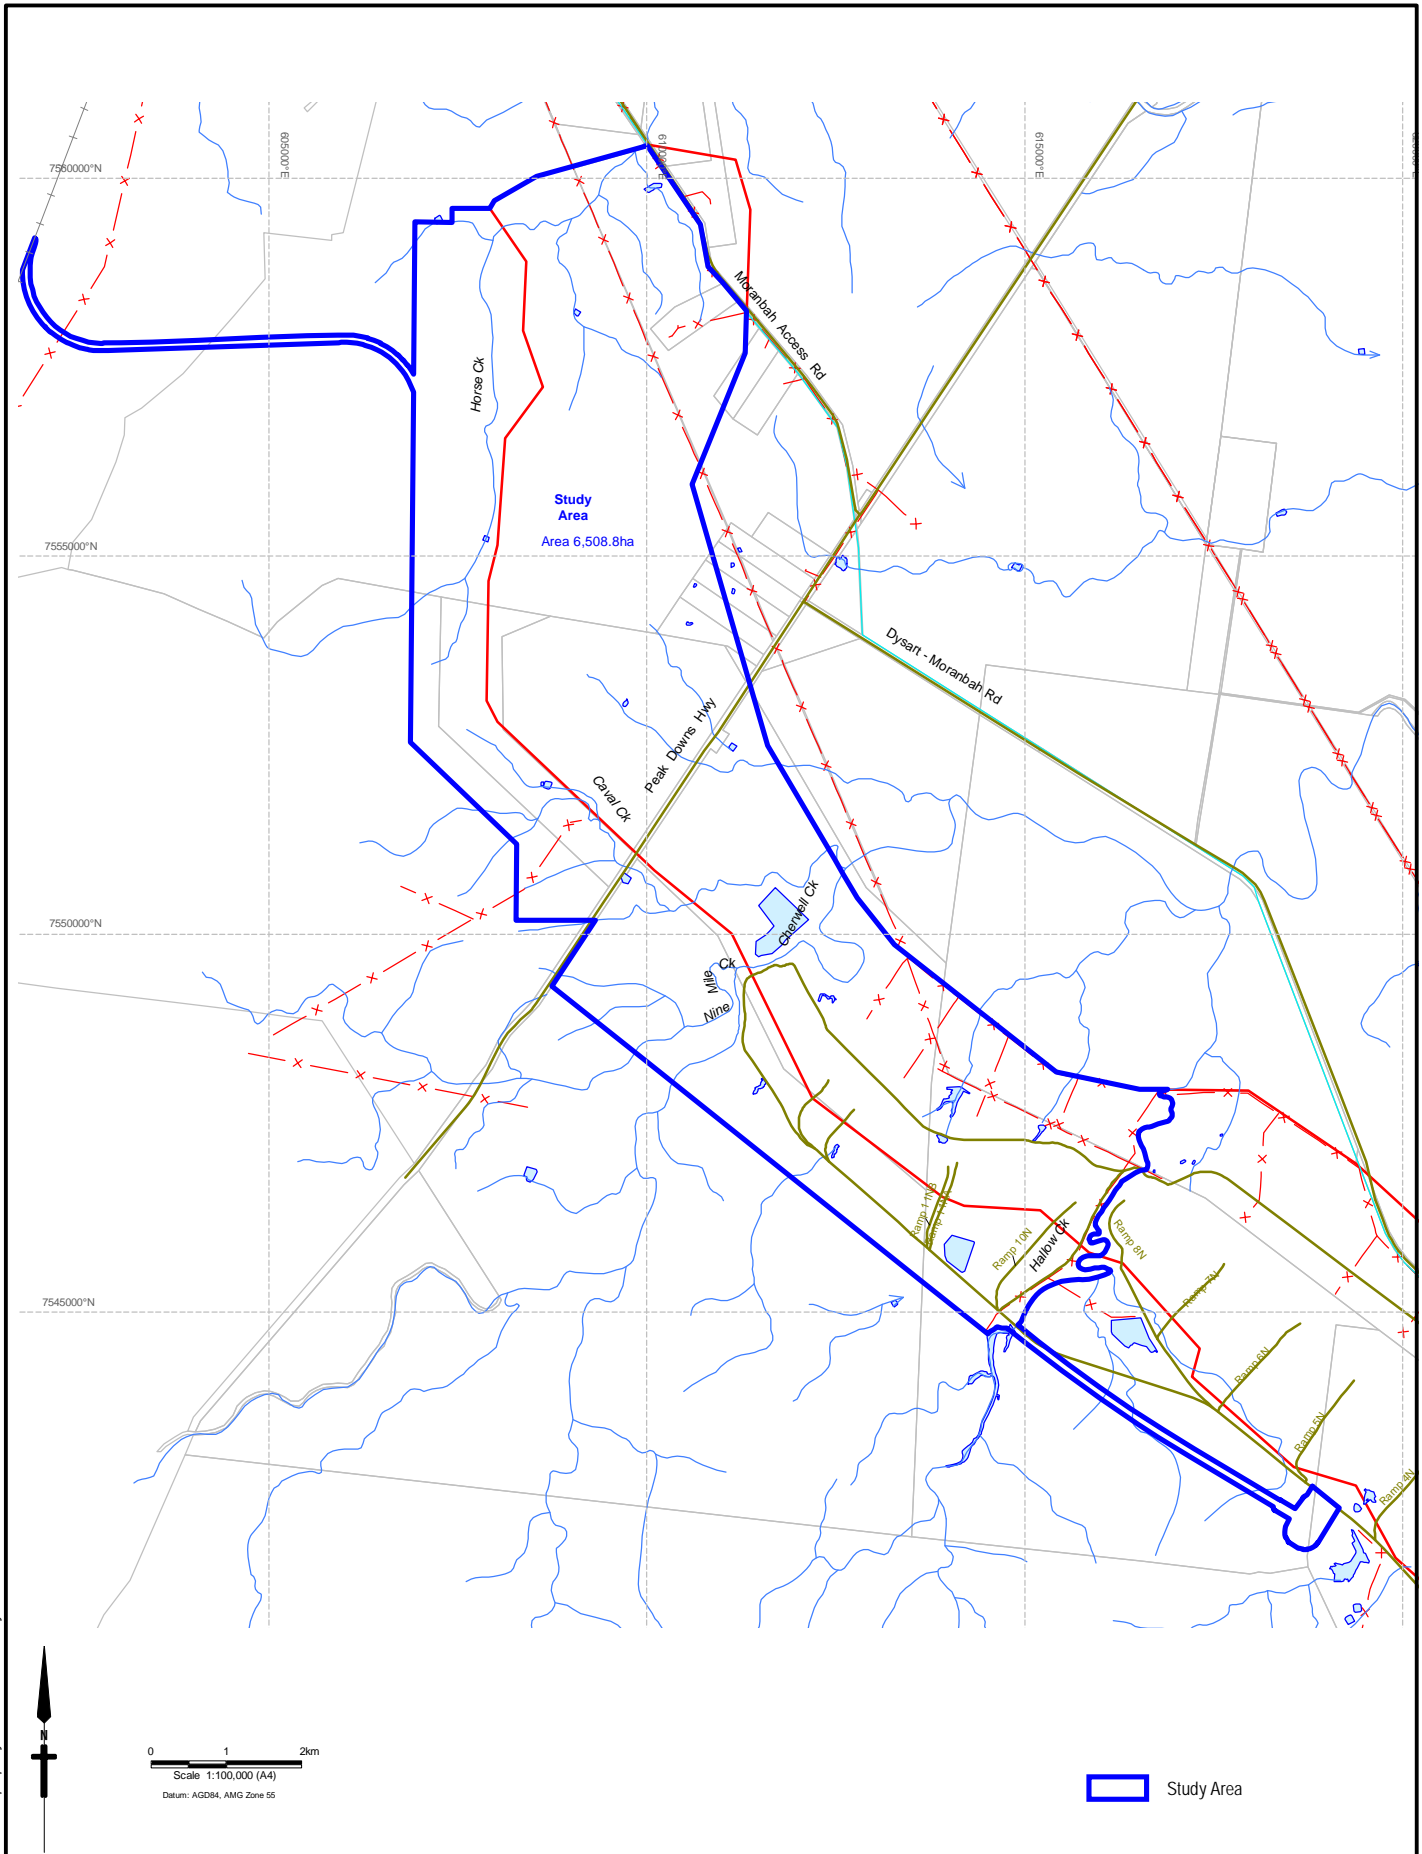 605000°E
610000°E
615000°E
7560000°N
Moranbah Access Rd
Horse Ck
Study
Area
Area 6,508.8ha
7555000°N
Dysart - Moranbah Rd
Peak Downs Hwy
Caval Ck
Cherwell Ck
7550000°N
Nine Mile Ck
Ramp 11NB
Ramp 10N
Hallow Ck
Ramp 8N
Ramp 7N
7545000°N
Ramp 6N
Ramp 5N
Ramp 4N
N
0 1 2km
Scale 1:100,000 (A4)
Datum: AGD84, AMG Zone 55
Study Area